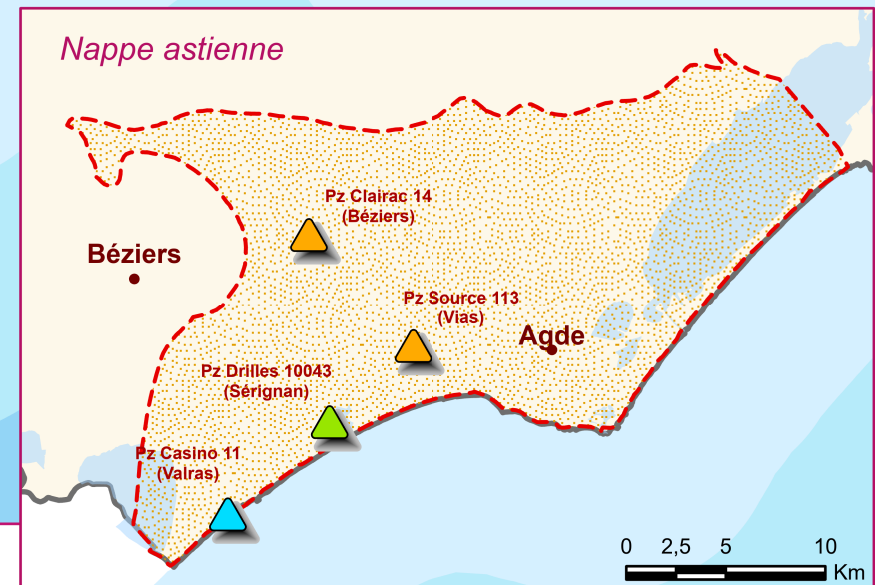 Nappe astienne
Pz Clairac 14
(Béziers)
Béziers
Pz Source 113
(Vias)
Agde
Pz Drilles 10043
(Sérignan)
Pz Casino 11
(Valras)
0 2,5 5 10
Km